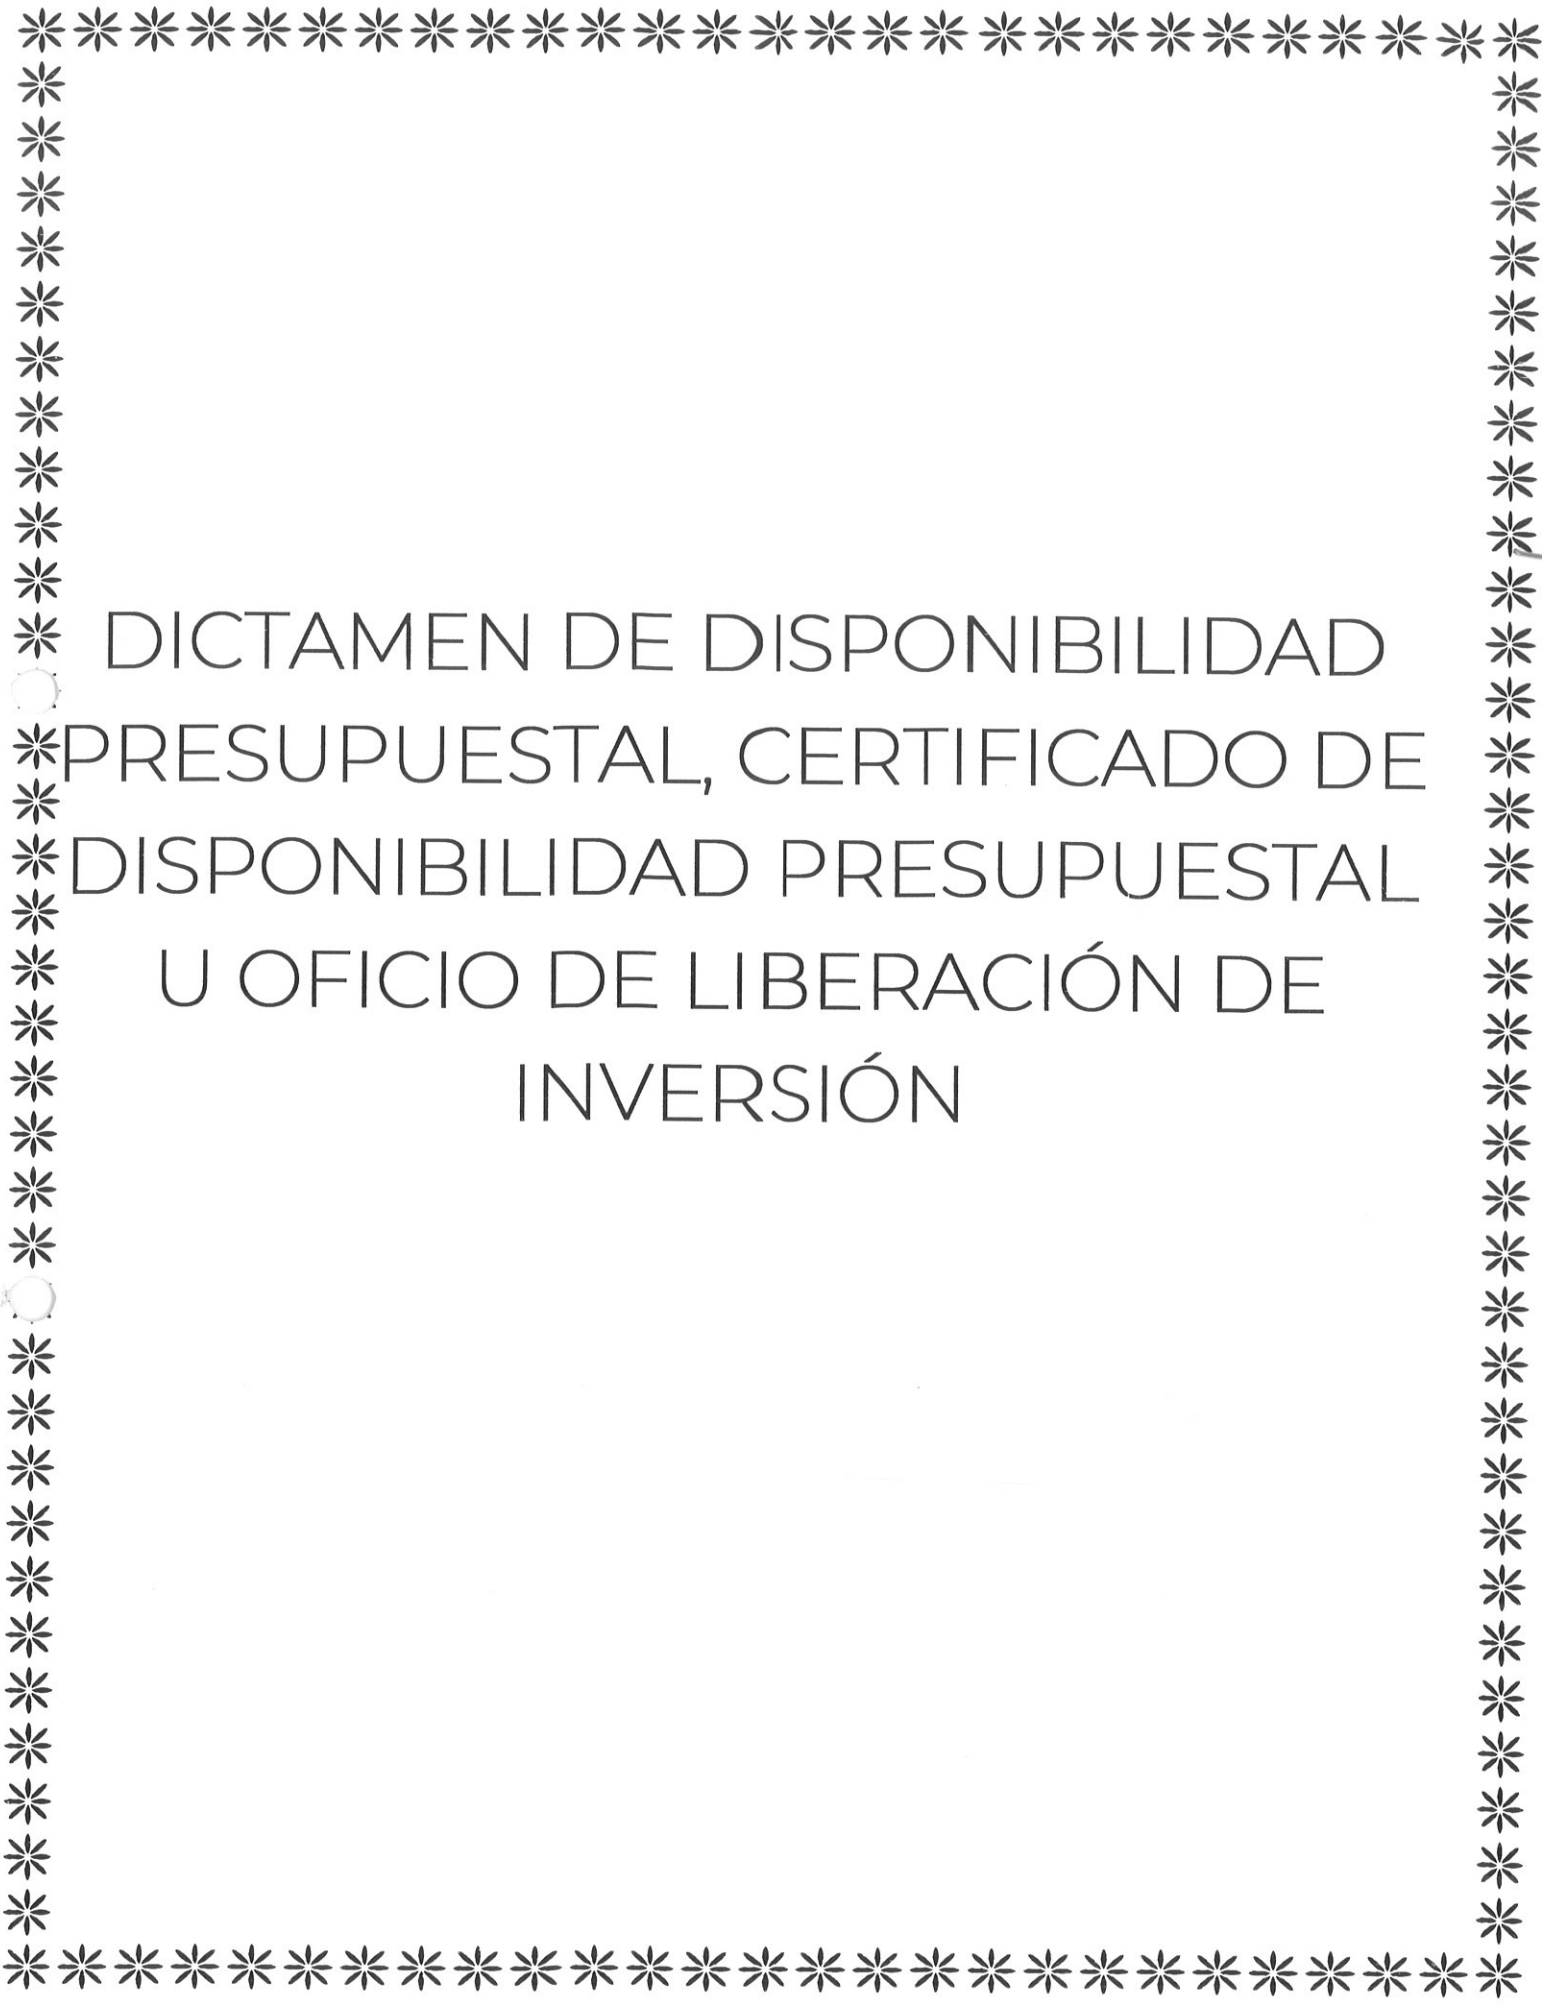 DICTAMEN DE DISPONIBILIDAD
PRESUPUESTAL, CERTIFICADO DE
DISPONIBILIDAD PRESUPUESTAL
U OFICIO DE LIBERACIÓN DE
INVERSIÓN